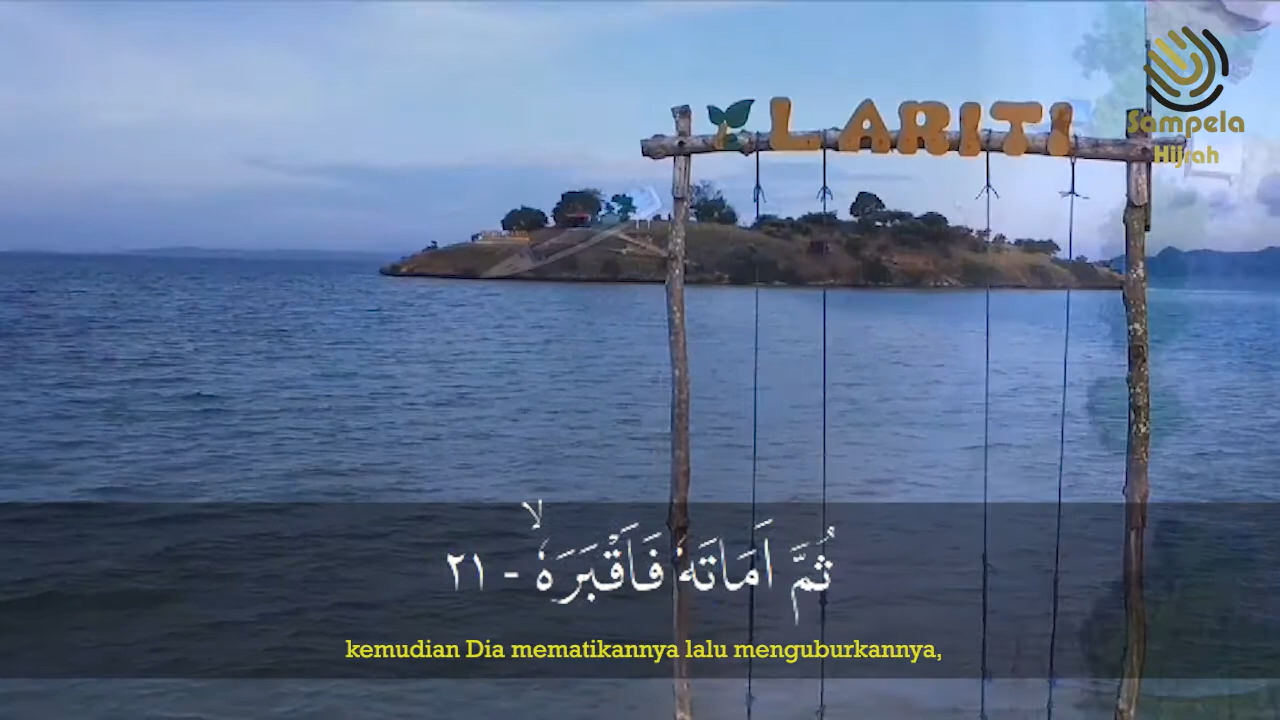 LARITI
Sampela
Hijrah
ثُمَّ اَمَاتَهٗ فَاَقْبَرَهٗۙ - ٢١
kemudian Dia mematikannya lalu menguburkannya,